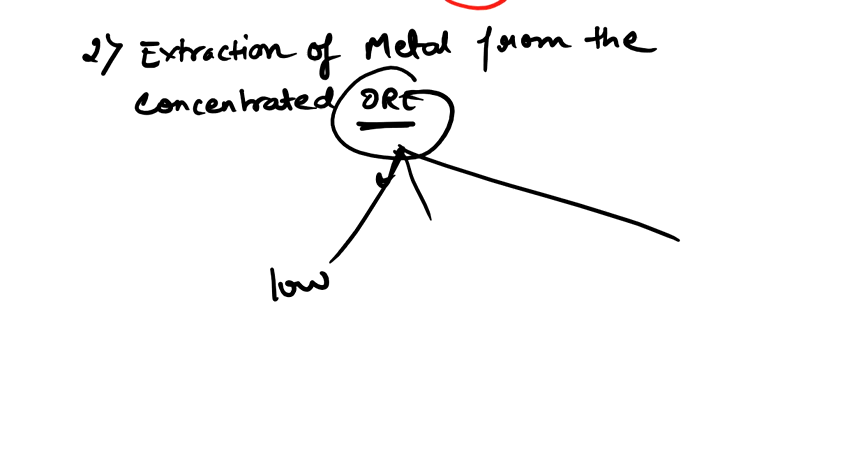 2) Extraction of Metal from the
Concentrated ORE
low